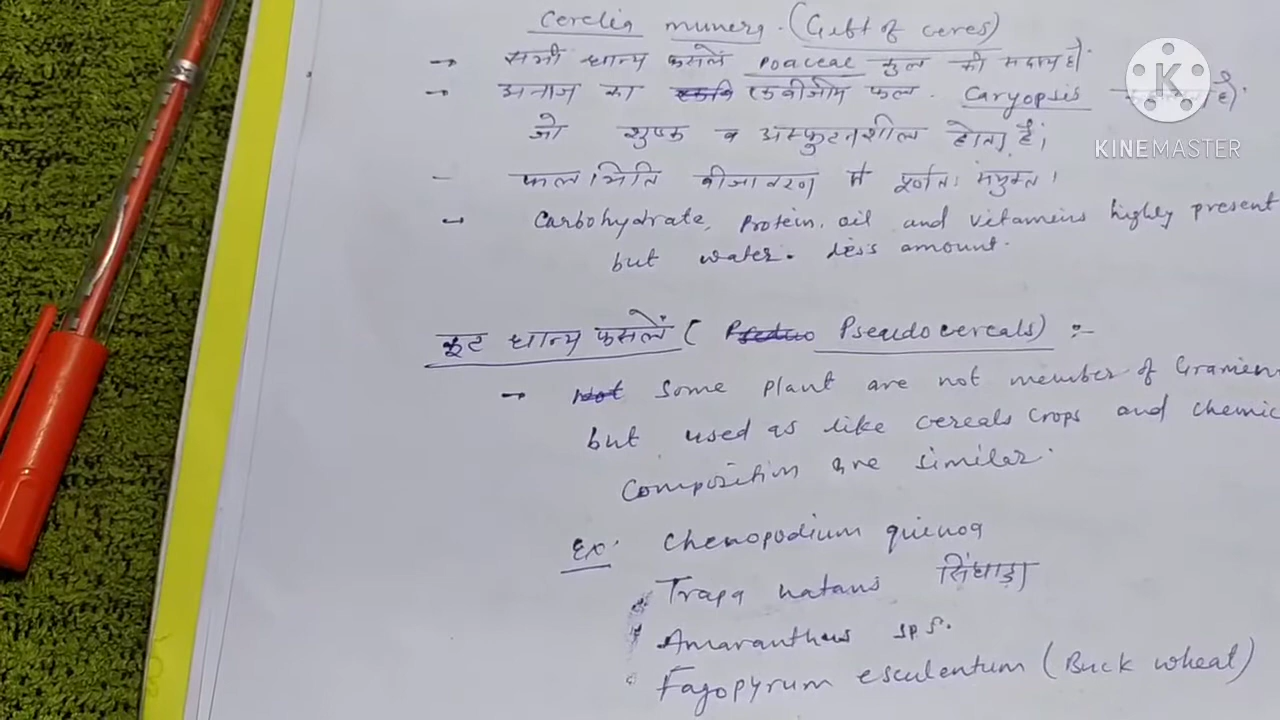 Cerelia munera. (Gift of ceres)
→ सभी धान्य फसलें Poaceae कुल की सदस्य है।
→ अनाज का एकबीजीय फल. Caryopsis है।
जो शुष्क व अस्फुटनशील होता है।
- फलभिति बीजावरण से पूर्णतः संयुक्त।
→ Carbohydrate, Protein, oil and vitamins highly present
but water. less amount.
कूट धान्य फसलें ( Pseudocereals) :-
→ Not Some plant are not member of Gramen
but used as like cereals crops and chemic
Composition are similar.
Ex. Chenopodium quienoa
Trapa natans सिंघाड़ा
Amaranthus sps.
Fagopyrum esculentum (Buck wheat)
K
KINEMASTER